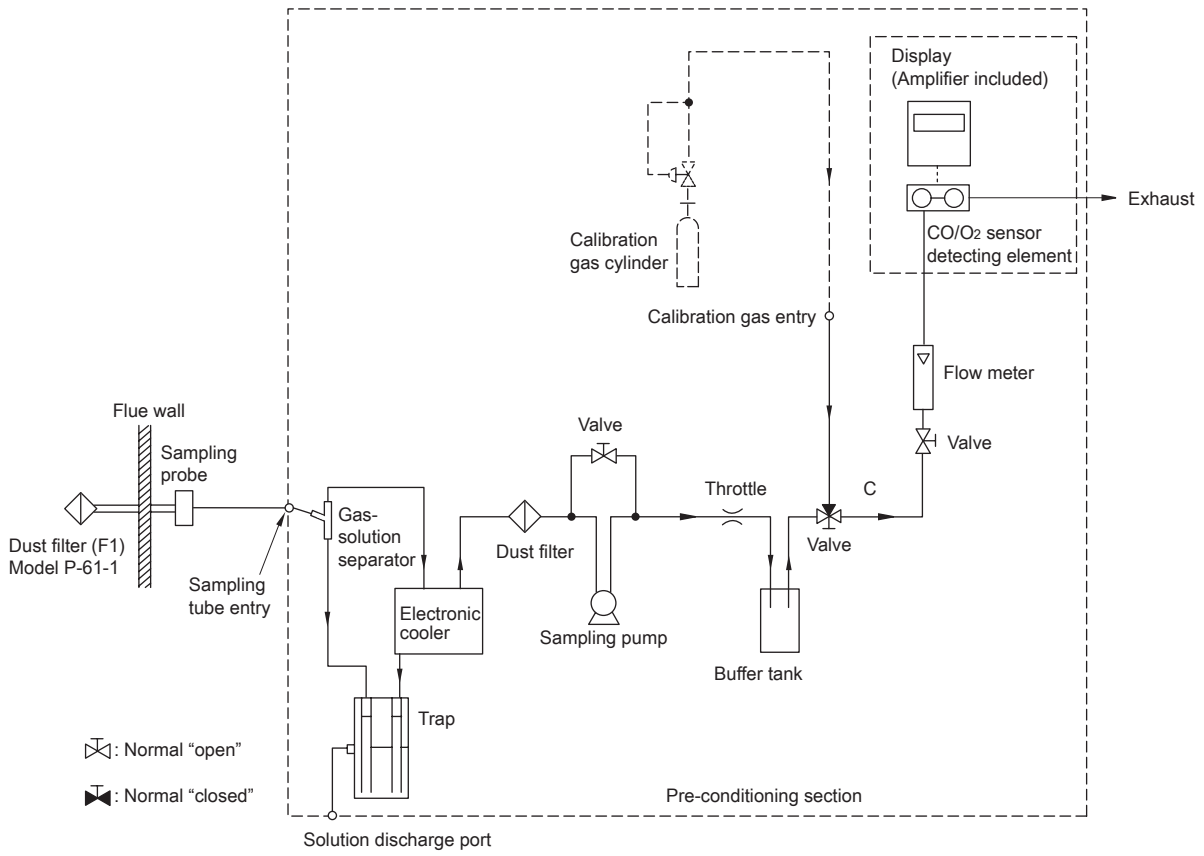 Display
(Amplifier included)
Exhaust
CO/O2 sensor
detecting element
Calibration
gas cylinder
Calibration gas entry
Flow meter
Flue wall
Valve
Sampling
probe
Valve
Throttle
C
Gas-
solution
separator
Dust filter
Valve
Dust filter (F1)
Model P-61-1
Sampling
tube entry
Electronic
cooler
Sampling pump
Buffer tank
Trap
: Normal “open”
: Normal “closed”
Pre-conditioning section
Solution discharge port